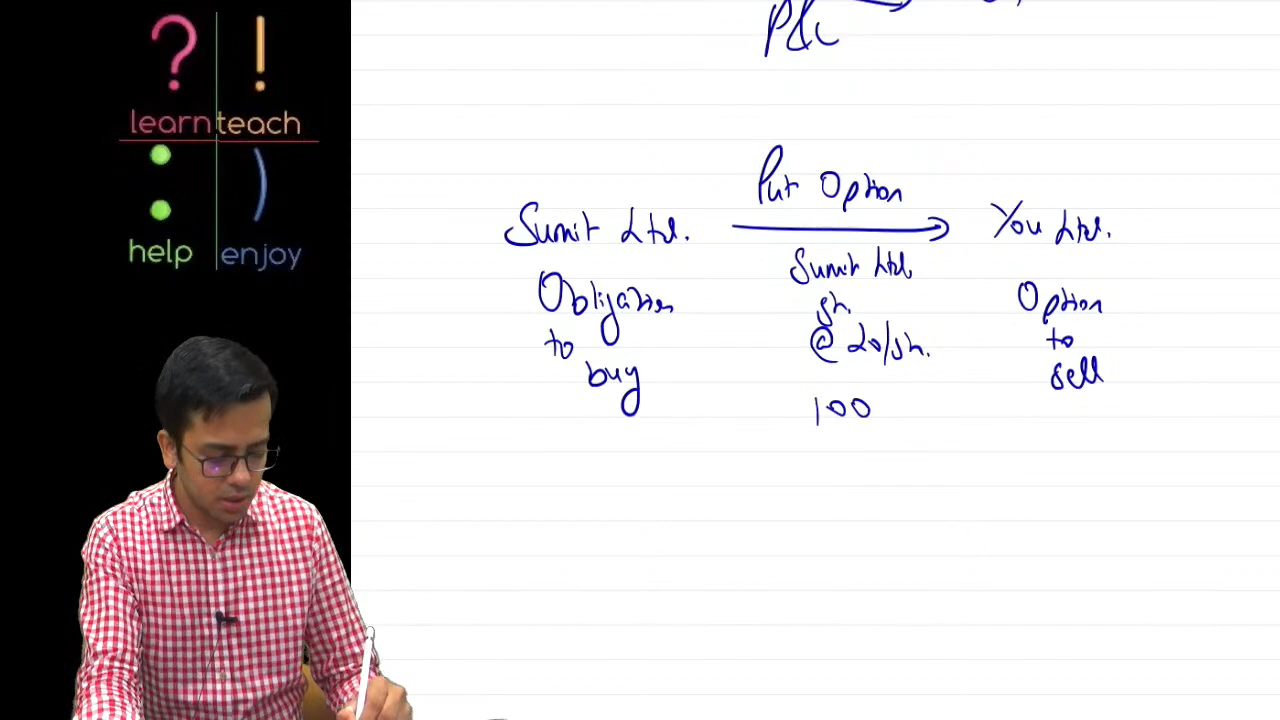 ?
!
learn teach
:
)
help enjoy
P&L
Put Option
Sumit Ltd.
You Ltd.
Sumit Ltd
Obligation
sh.
Option
to
@ 20/sh.
to
buy
sell
100